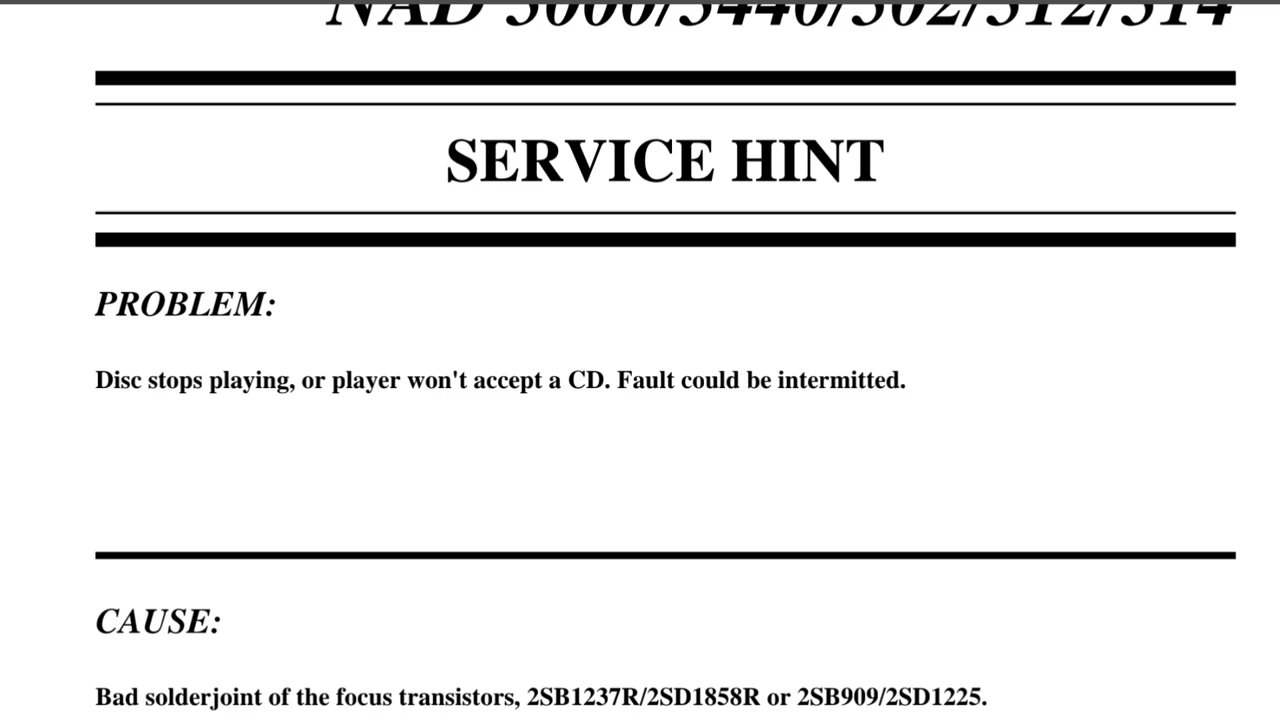 NAD
SERVICE HINT
PROBLEM:
Disc stops playing, or player won't accept a CD. Fault could be intermitted.
CAUSE:
Bad solderjoint of the focus transistors, 2SB1237R/2SD1858R or 2SB909/2SD1225.